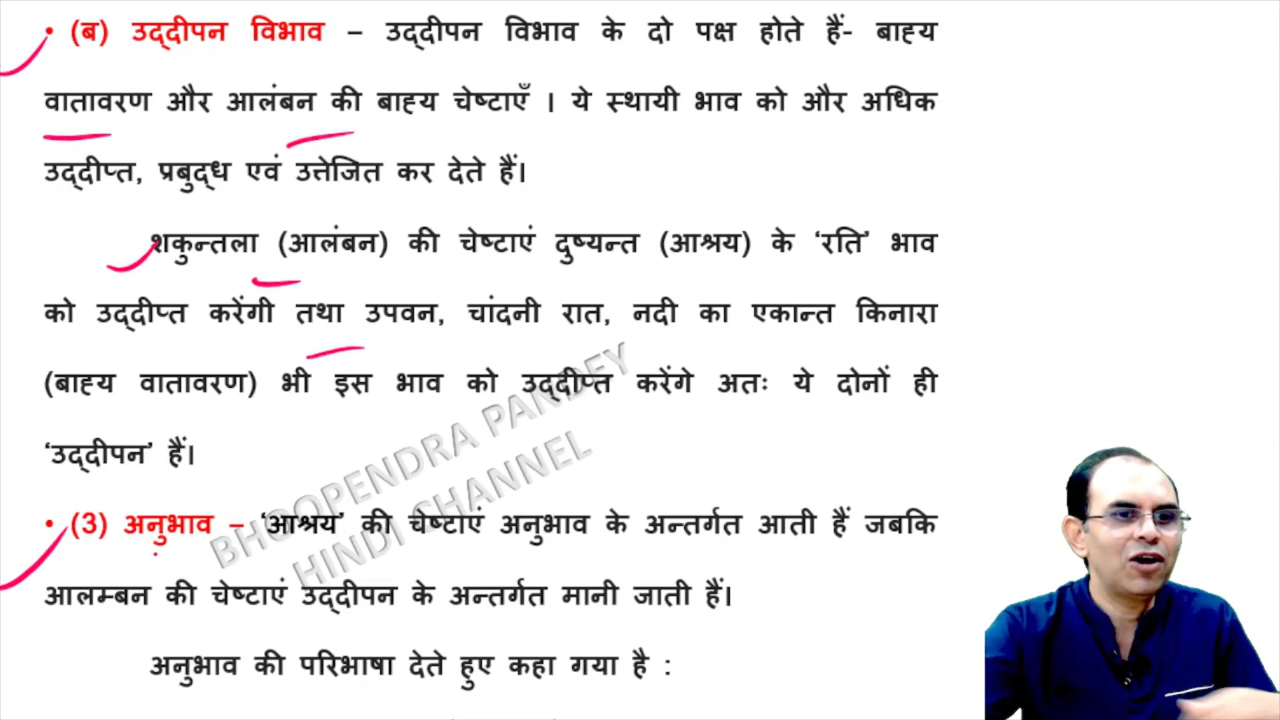 • (ब) उद्दीपन विभाव – उद्दीपन विभाव के दो पक्ष होते हैं- बाह्य
वातावरण और आलंबन की बाह्य चेष्टाएँ । ये स्थायी भाव को और अधिक
उद्दीप्त, प्रबुद्ध एवं उत्तेजित कर देते हैं।
शकुन्तला (आलंबन) की चेष्टाएं दुष्यन्त (आश्रय) के ‘रति’ भाव
को उद्दीप्त करेंगी तथा उपवन, चांदनी रात, नदी का एकान्त किनारा
(बाह्य वातावरण) भी इस भाव को उद्दीप्त करेंगे अतः ये दोनों ही
‘उद्दीपन’ हैं।
• (3) अनुभाव – ‘आश्रय’ की चेष्टाएं अनुभाव के अन्तर्गत आती हैं जबकि
आलम्बन की चेष्टाएं उद्दीपन के अन्तर्गत मानी जाती हैं।
अनुभाव की परिभाषा देते हुए कहा गया है :
BHOOPENDRA PANDEY
HINDI CHANNEL